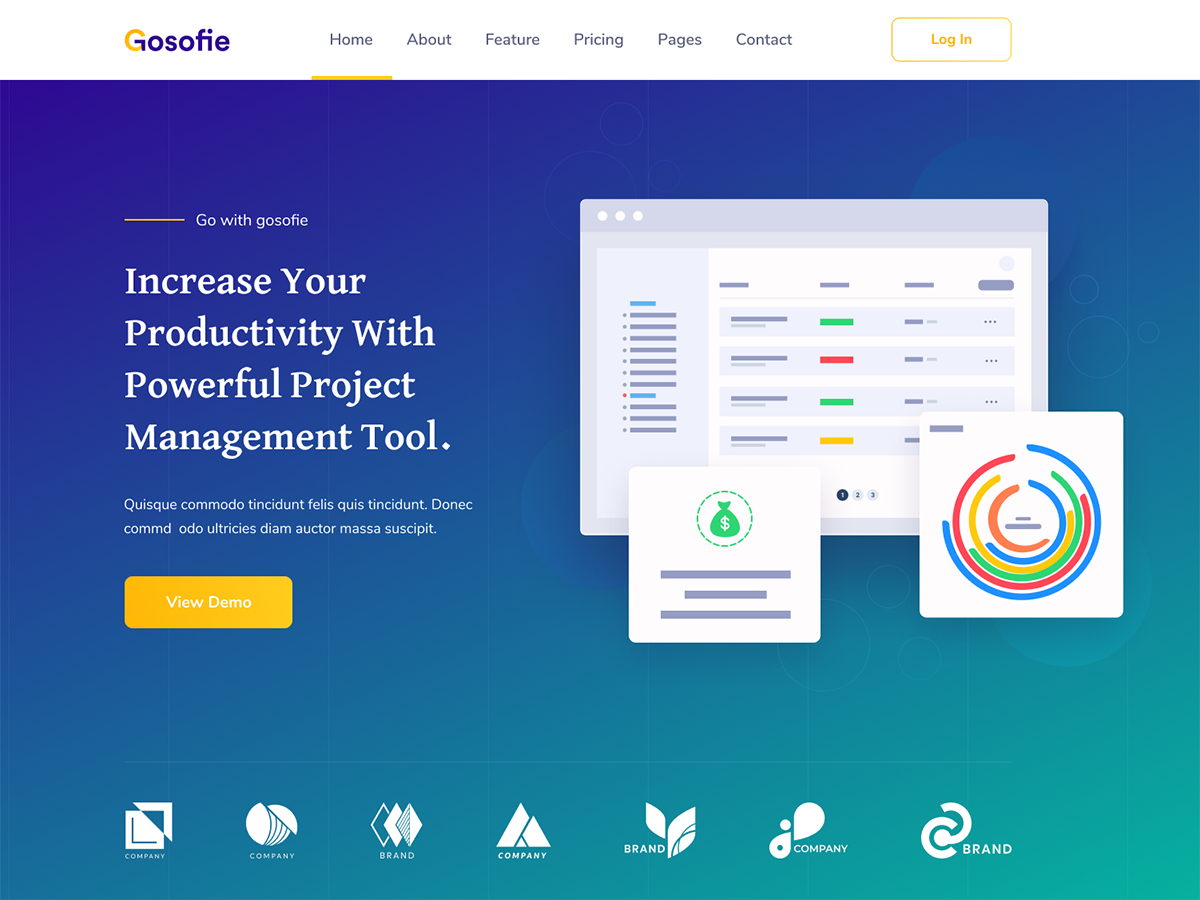 Gosofie
Home About Feature Pricing Pages Contact
Log In
Go with gosofie
Increase Your
Productivity With
Powerful Project
Management Tool.
Quisque commodo tincidunt felis quis tincidunt. Donec
commd odo ultricies diam auctor massa suscipit.
View Demo
1 2 3
$
COMPANY
COMPANY
BRAND
COMPANY
BRAND
COMPANY
BRAND